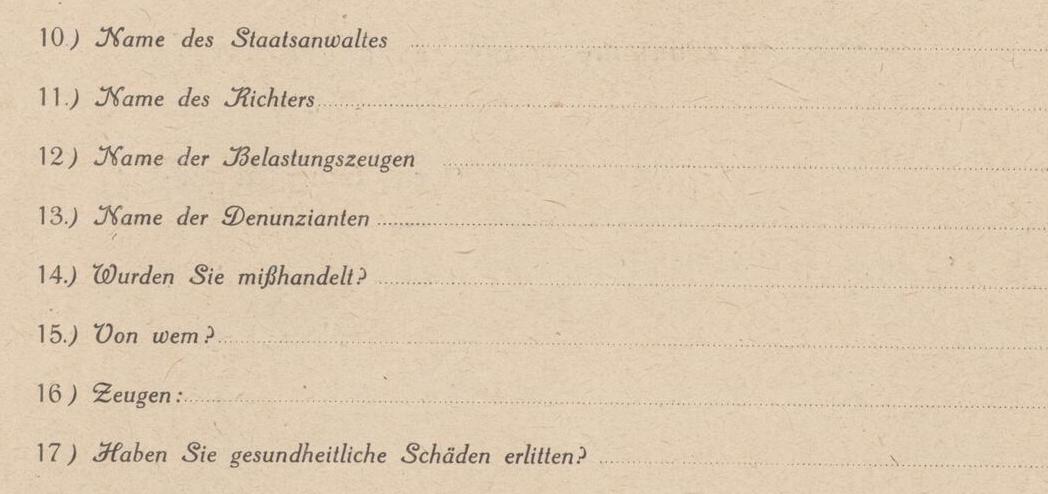 10.) Name des Staatsanwaltes
11.) Name des Richters
12) Name der Belastungszeugen
13.) Name der Denunzianten
14.) Wurden Sie mißhandelt?
15.) Von wem?
16) Zeugen:
17) Haben Sie gesundheitliche Schäden erlitten?